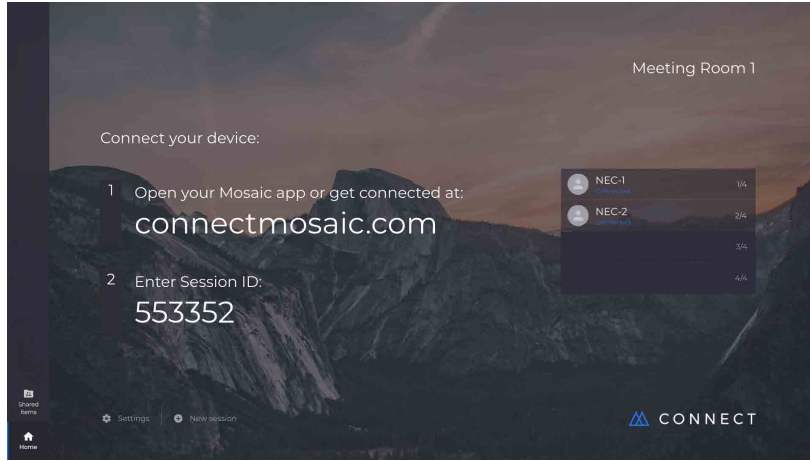 Meeting Room 1
Connect your device:
1 Open your Mosaic app or get connected at:
connectmosaic.com
2 Enter Session ID:
553352
NEC-1
Connected
1/4
NEC-2
Connected
2/4
3/4
4/4
Shared
items
Home
Settings
New session
CONNECT